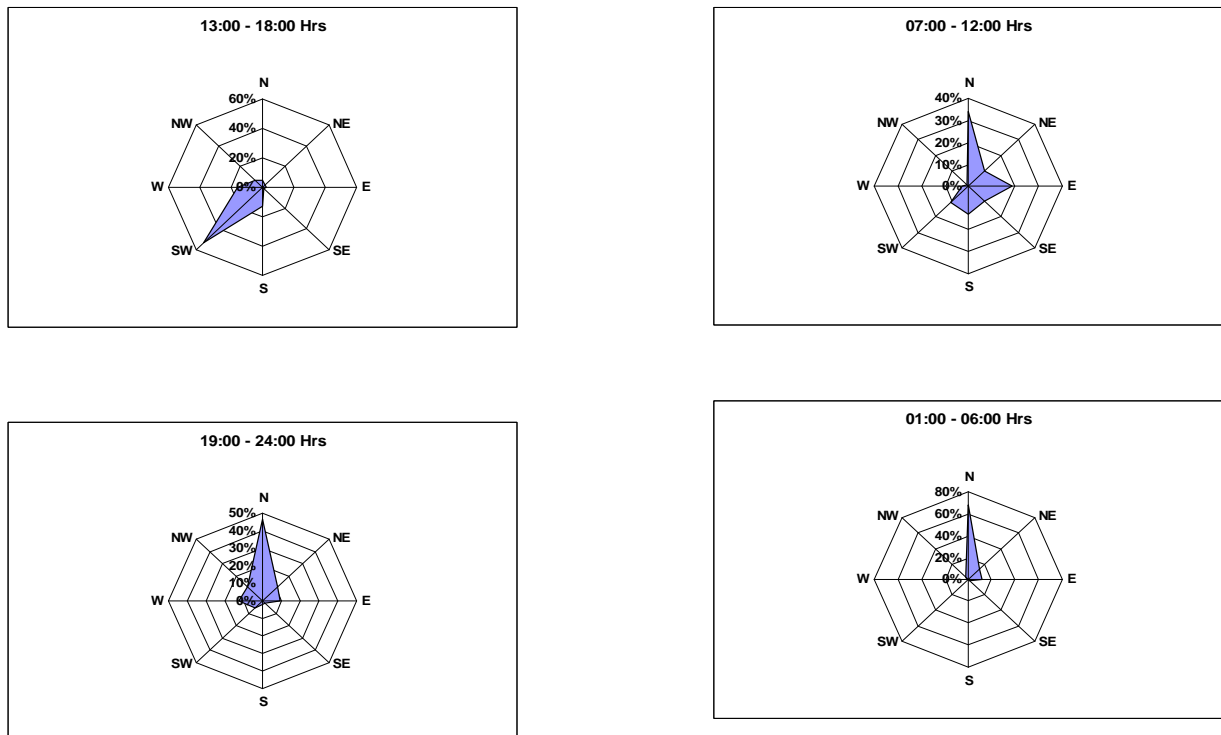 13:00 - 18:00 Hrs
N
60%
NW
NE
40%
20%
W
0%
E
SW
SE
S
07:00 - 12:00 Hrs
N
40%
NW
NE
30%
20%
10%
W
0%
E
SW
SE
S
19:00 - 24:00 Hrs
N
50%
NW
NE
40%
30%
20%
10%
W
0%
E
SW
SE
S
01:00 - 06:00 Hrs
N
80%
NW
NE
60%
40%
20%
W
0%
E
SW
SE
S